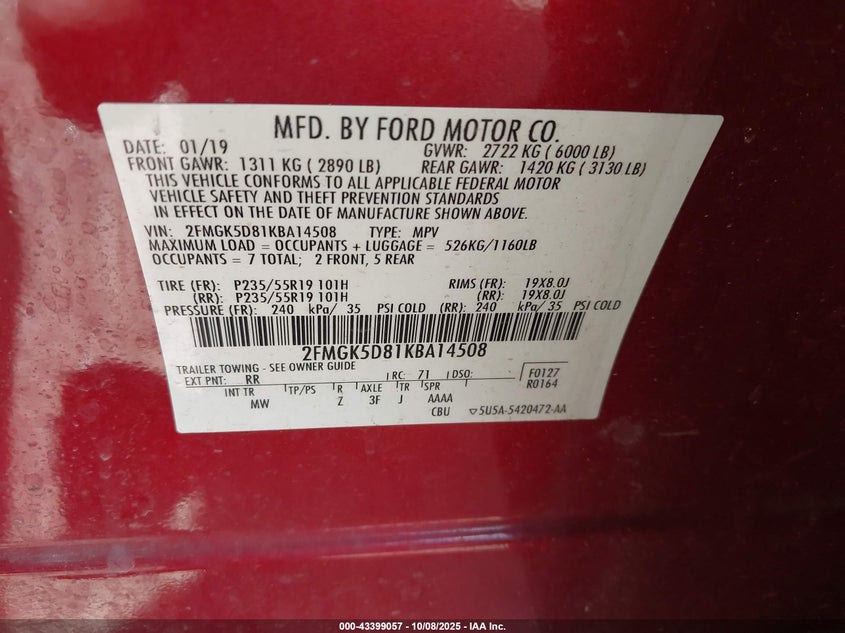 MFD. BY FORD MOTOR CO.
DATE: 01/19 GVWR: 2722 KG ( 6000 LB)
FRONT GAWR: 1311 KG ( 2890 LB) REAR GAWR: 1420 KG ( 3130 LB)
THIS VEHICLE CONFORMS TO ALL APPLICABLE FEDERAL MOTOR
VEHICLE SAFETY AND THEFT PREVENTION STANDARDS
IN EFFECT ON THE DATE OF MANUFACTURE SHOWN ABOVE.
VIN: 2FMGK5D81KBA14508 TYPE: MPV
MAXIMUM LOAD = OCCUPANTS + LUGGAGE = 526KG/1160LB
OCCUPANTS = 7 TOTAL; 2 FRONT, 5 REAR
TIRE (FR): P235/55R19 101H RIMS (FR): 19X8.0J
(RR): P235/55R19 101H (RR): 19X8.0J
PRESSURE (FR): 240 kPa/ 35 PSI COLD (RR): 240 kPa/ 35 PSI COLD
2FMGK5D81KBA14508
TRAILER TOWING - SEE OWNER GUIDE
EXT PNT: RR RC: 71 DSO: F0127
R0164
INT TR TP/PS R AXLE TR SPR
MW Z 3F J AAAA
CBU ▽5U5A-5420472-AA
000-43399057 - 10/08/2025 - IAA Inc.